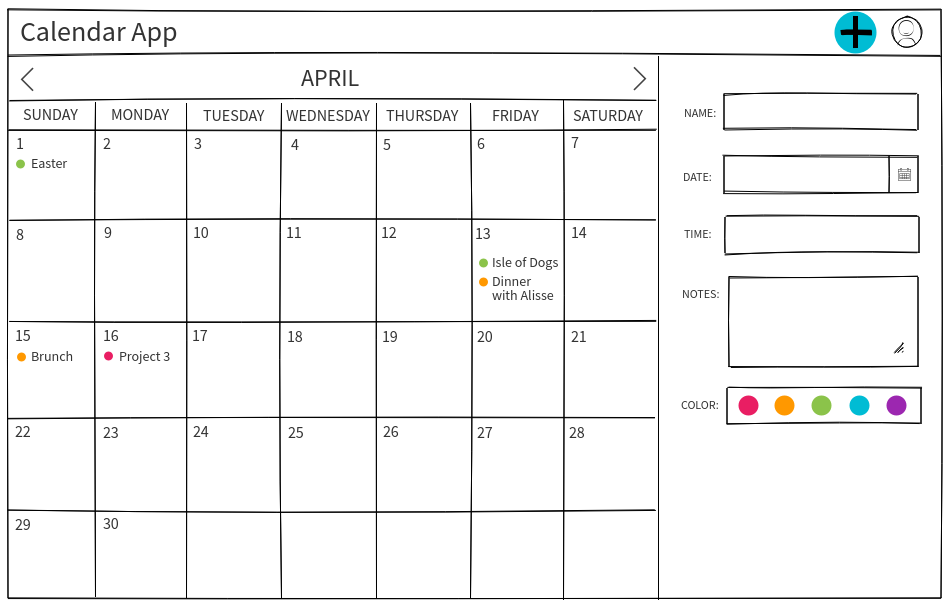 Calendar App
APRIL
SUNDAY MONDAY TUESDAY WEDNESDAY THURSDAY FRIDAY SATURDAY
1 2 3 4 5 6 7
Easter
8 9 10 11 12 13 14
Isle of Dogs
Dinner
with Alisse
15 16 17 18 19 20 21
Brunch Project 3
22 23 24 25 26 27 28
29 30
NAME:
DATE:
TIME:
NOTES:
COLOR: